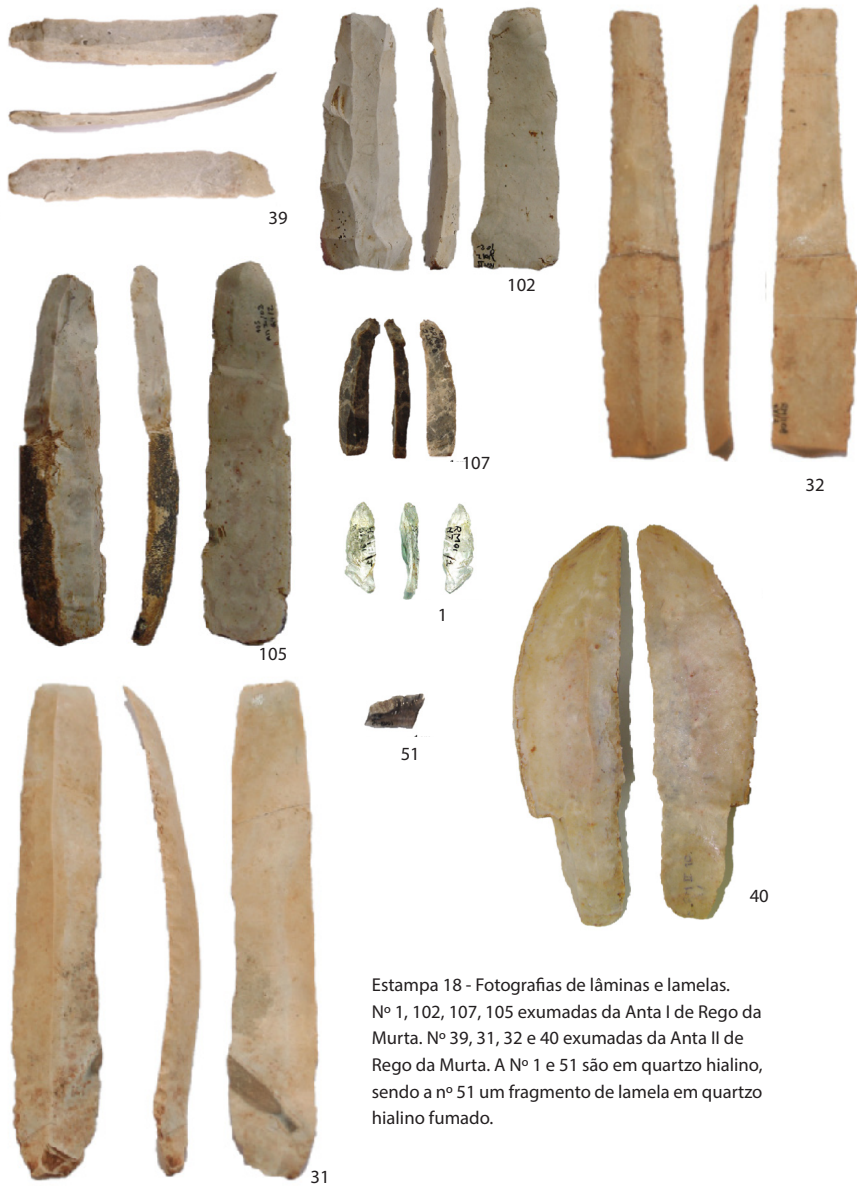 39
102
32
107
105
1
51
40
31
Estampa 18 - Fotografias de lâminas e lamelas.
Nº 1, 102, 107, 105 exumadas da Anta I de Rego da
Murta. Nº 39, 31, 32 e 40 exumadas da Anta II de
Rego da Murta. A Nº 1 e 51 são em quartzo hialino,
sendo a nº 51 um fragmento de lamela em quartzo
hialino fumado.